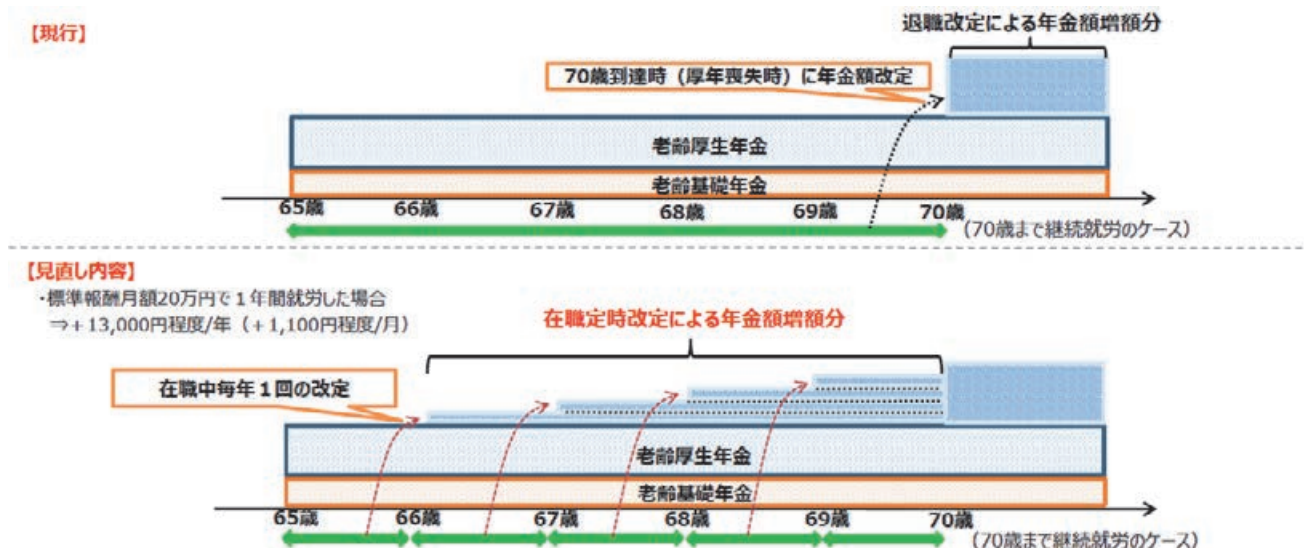 【現行】
退職改定による年金額増額分
70歳到達時（厚年喪失時）に年金額改定
老齢厚生年金
老齢基礎年金
65歳 66歳 67歳 68歳 69歳 70歳
（70歳まで継続就労のケース）
【見直し内容】
・標準報酬月額20万円で１年間就労した場合
⇒＋13,000円程度/年（＋1,100円程度/月）
在職定時改定による年金額増額分
在職中毎年１回の改定
老齢厚生年金
老齢基礎年金
65歳 66歳 67歳 68歳 69歳 70歳
（70歳まで継続就労のケース）